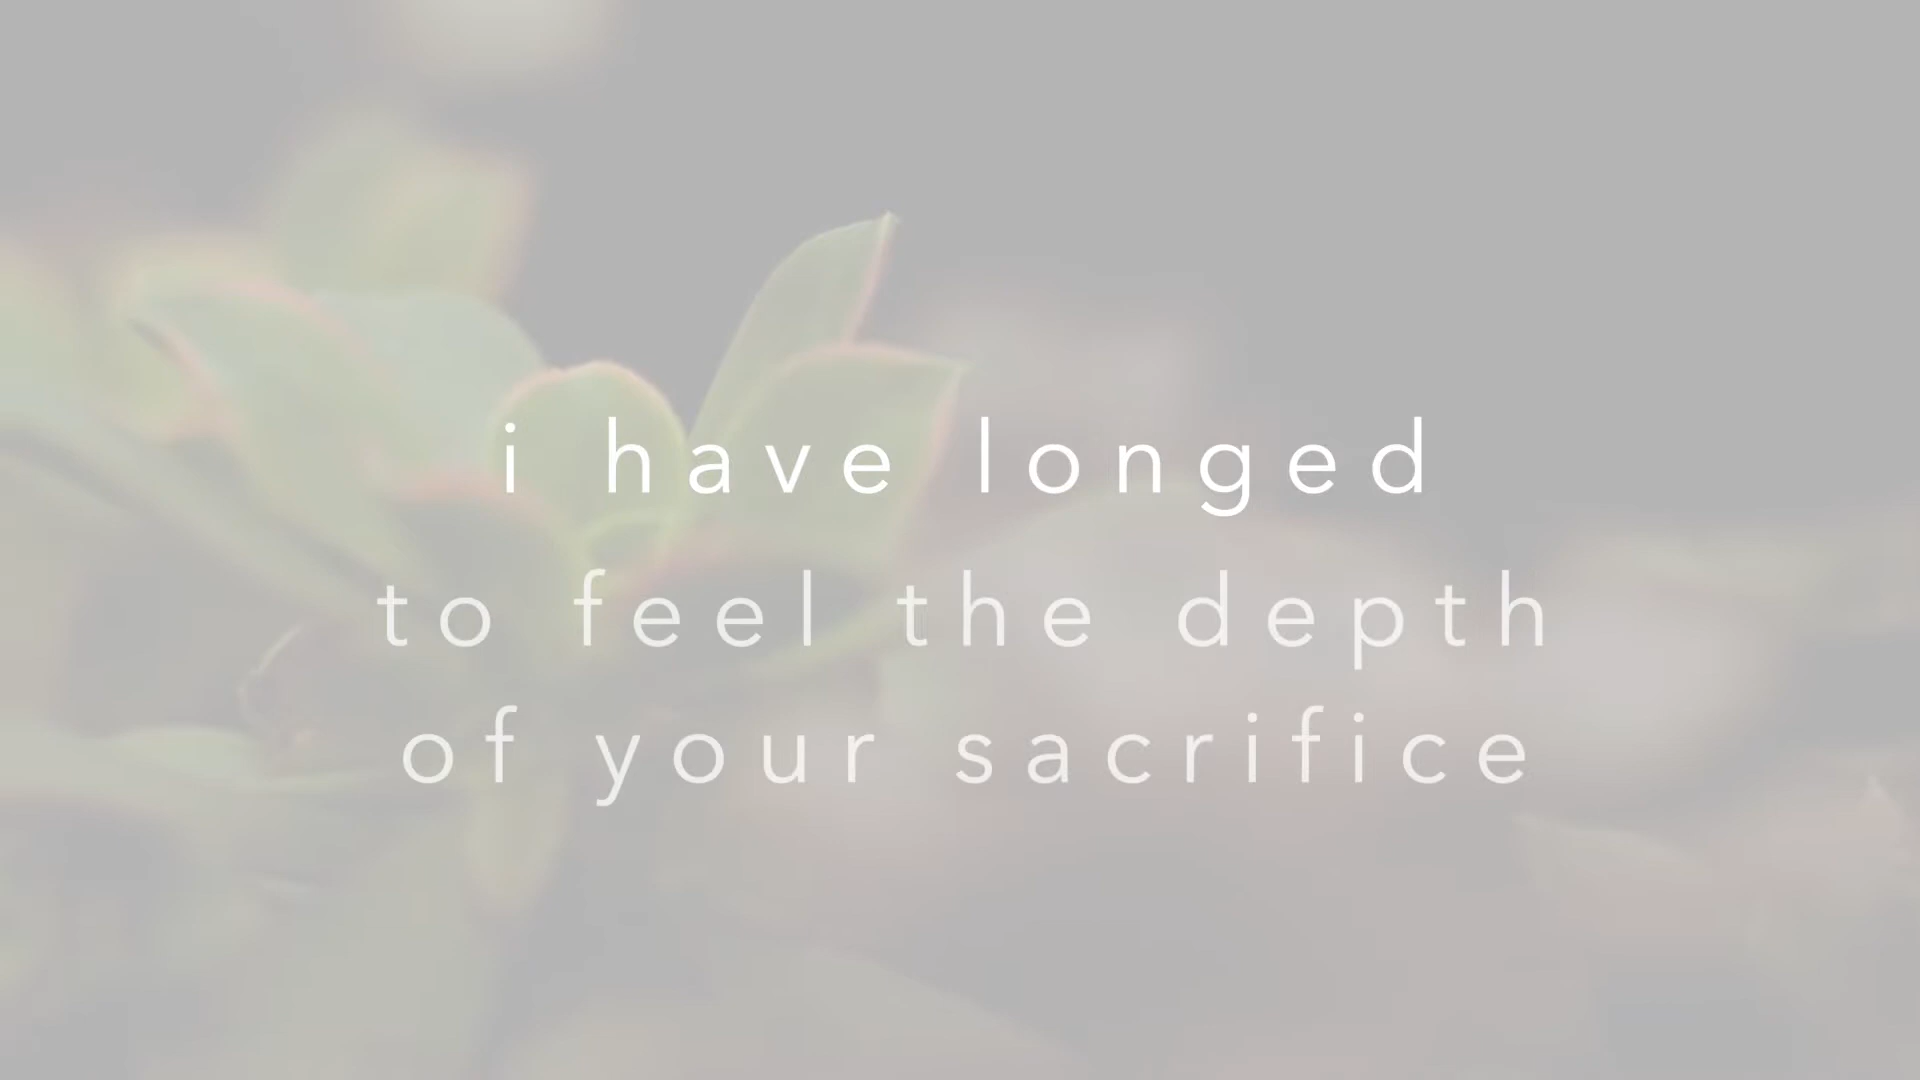 i have longed
to feel the depth
of your sacrifice